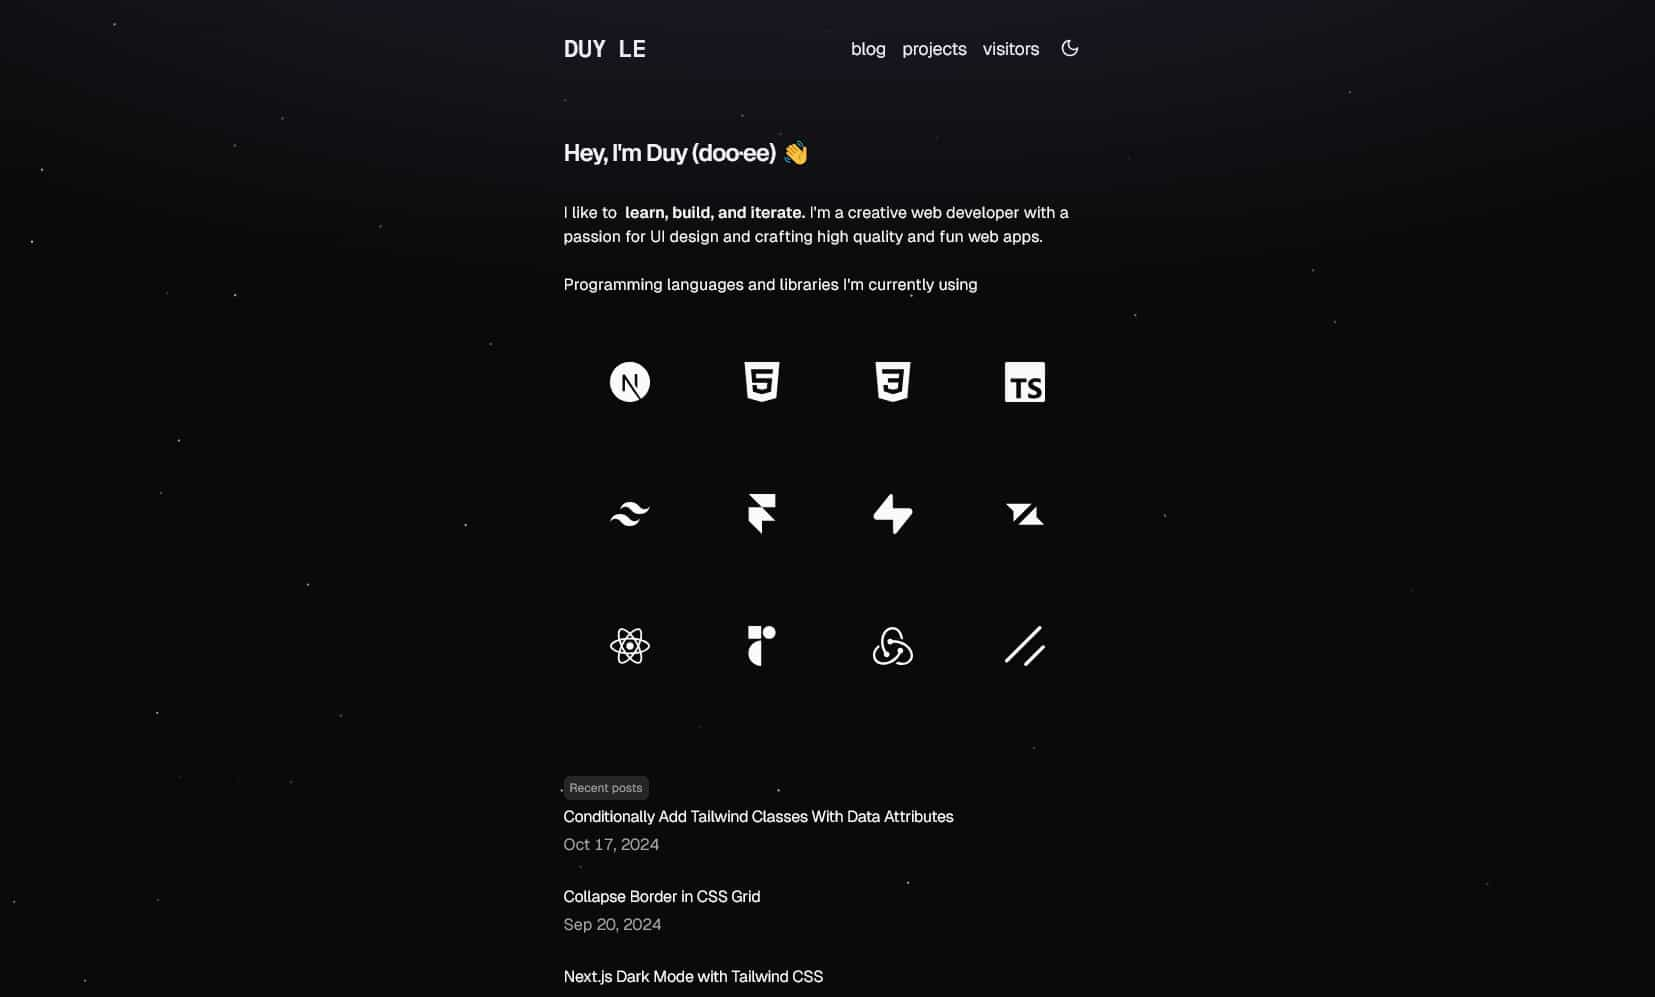 DUY LE
blog projects visitors
Hey, I'm Duy (doo·ee) 👋
I like to learn, build, and iterate. I'm a creative web developer with a
passion for UI design and crafting high quality and fun web apps.
Programming languages and libraries I'm currently using
N 5 3 TS
Recent posts
Conditionally Add Tailwind Classes With Data Attributes
Oct 17, 2024
Collapse Border in CSS Grid
Sep 20, 2024
Next.js Dark Mode with Tailwind CSS